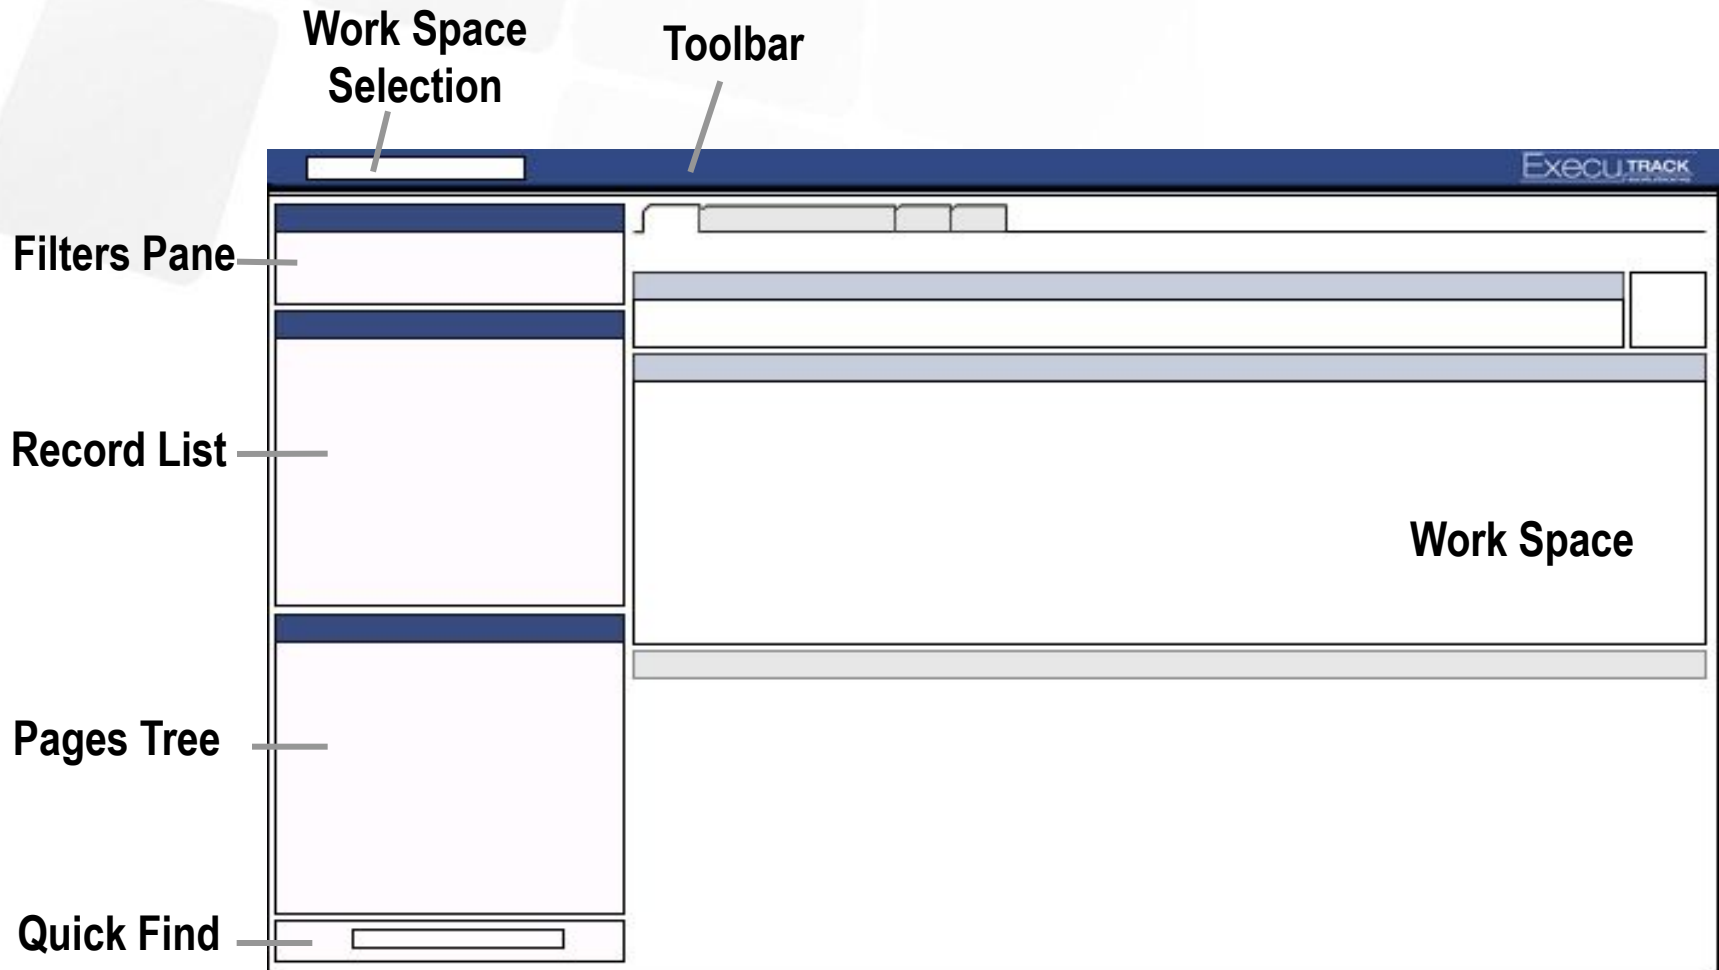 Work Space
Selection
Toolbar
EXECUTRACK
Filters Pane
Record List
Work Space
Pages Tree
Quick Find